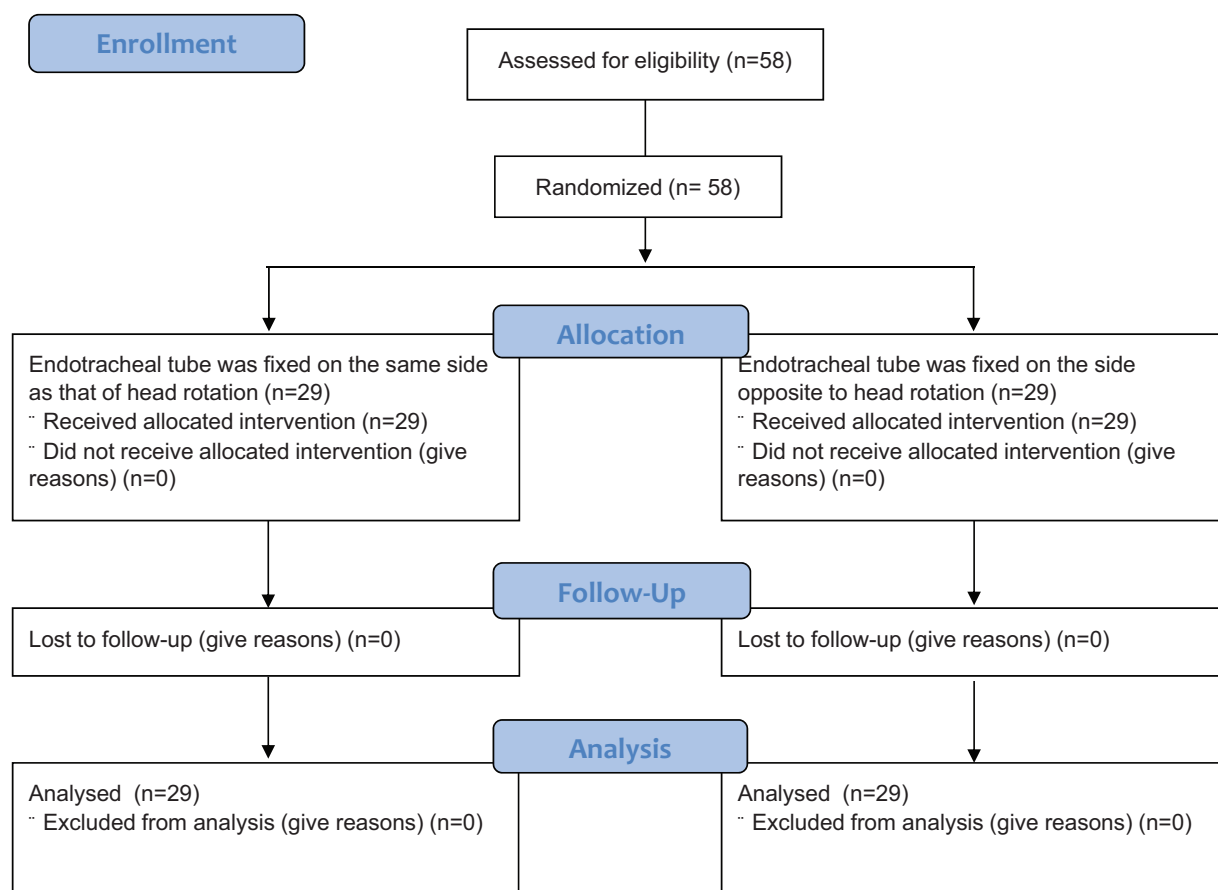 Enrollment
Assessed for eligibility (n=58)
Randomized (n= 58)
Allocation
Endotracheal tube was fixed on the same side
as that of head rotation (n=29)
¨ Received allocated intervention (n=29)
¨ Did not receive allocated intervention (give
reasons) (n=0)
Endotracheal tube was fixed on the side
opposite to head rotation (n=29)
¨ Received allocated intervention (n=29)
¨ Did not receive allocated intervention (give
reasons) (n=0)
Follow-Up
Lost to follow-up (give reasons) (n=0)
Lost to follow-up (give reasons) (n=0)
Analysis
Analysed  (n=29)
¨ Excluded from analysis (give reasons) (n=0)
Analysed  (n=29)
¨ Excluded from analysis (give reasons) (n=0)